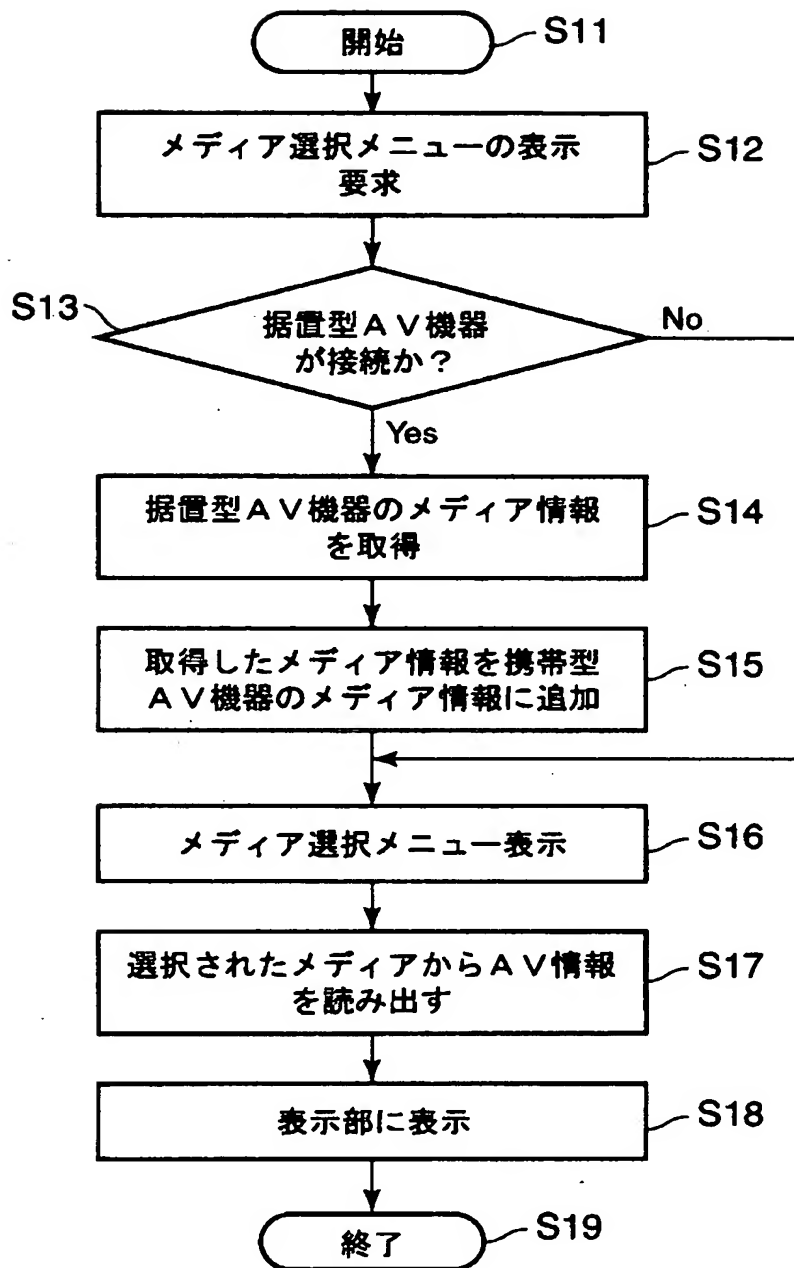 開始
S11
メディア選択メニューの表示
要求
S12
S13
据置型AV機器
が接続か?
No
Yes
据置型AV機器のメディア情報
を取得
S14
取得したメディア情報を携帯型
AV機器のメディア情報に追加
S15
メディア選択メニュー表示
S16
選択されたメディアからAV情報
を読み出す
S17
表示部に表示
S18
終了
S19